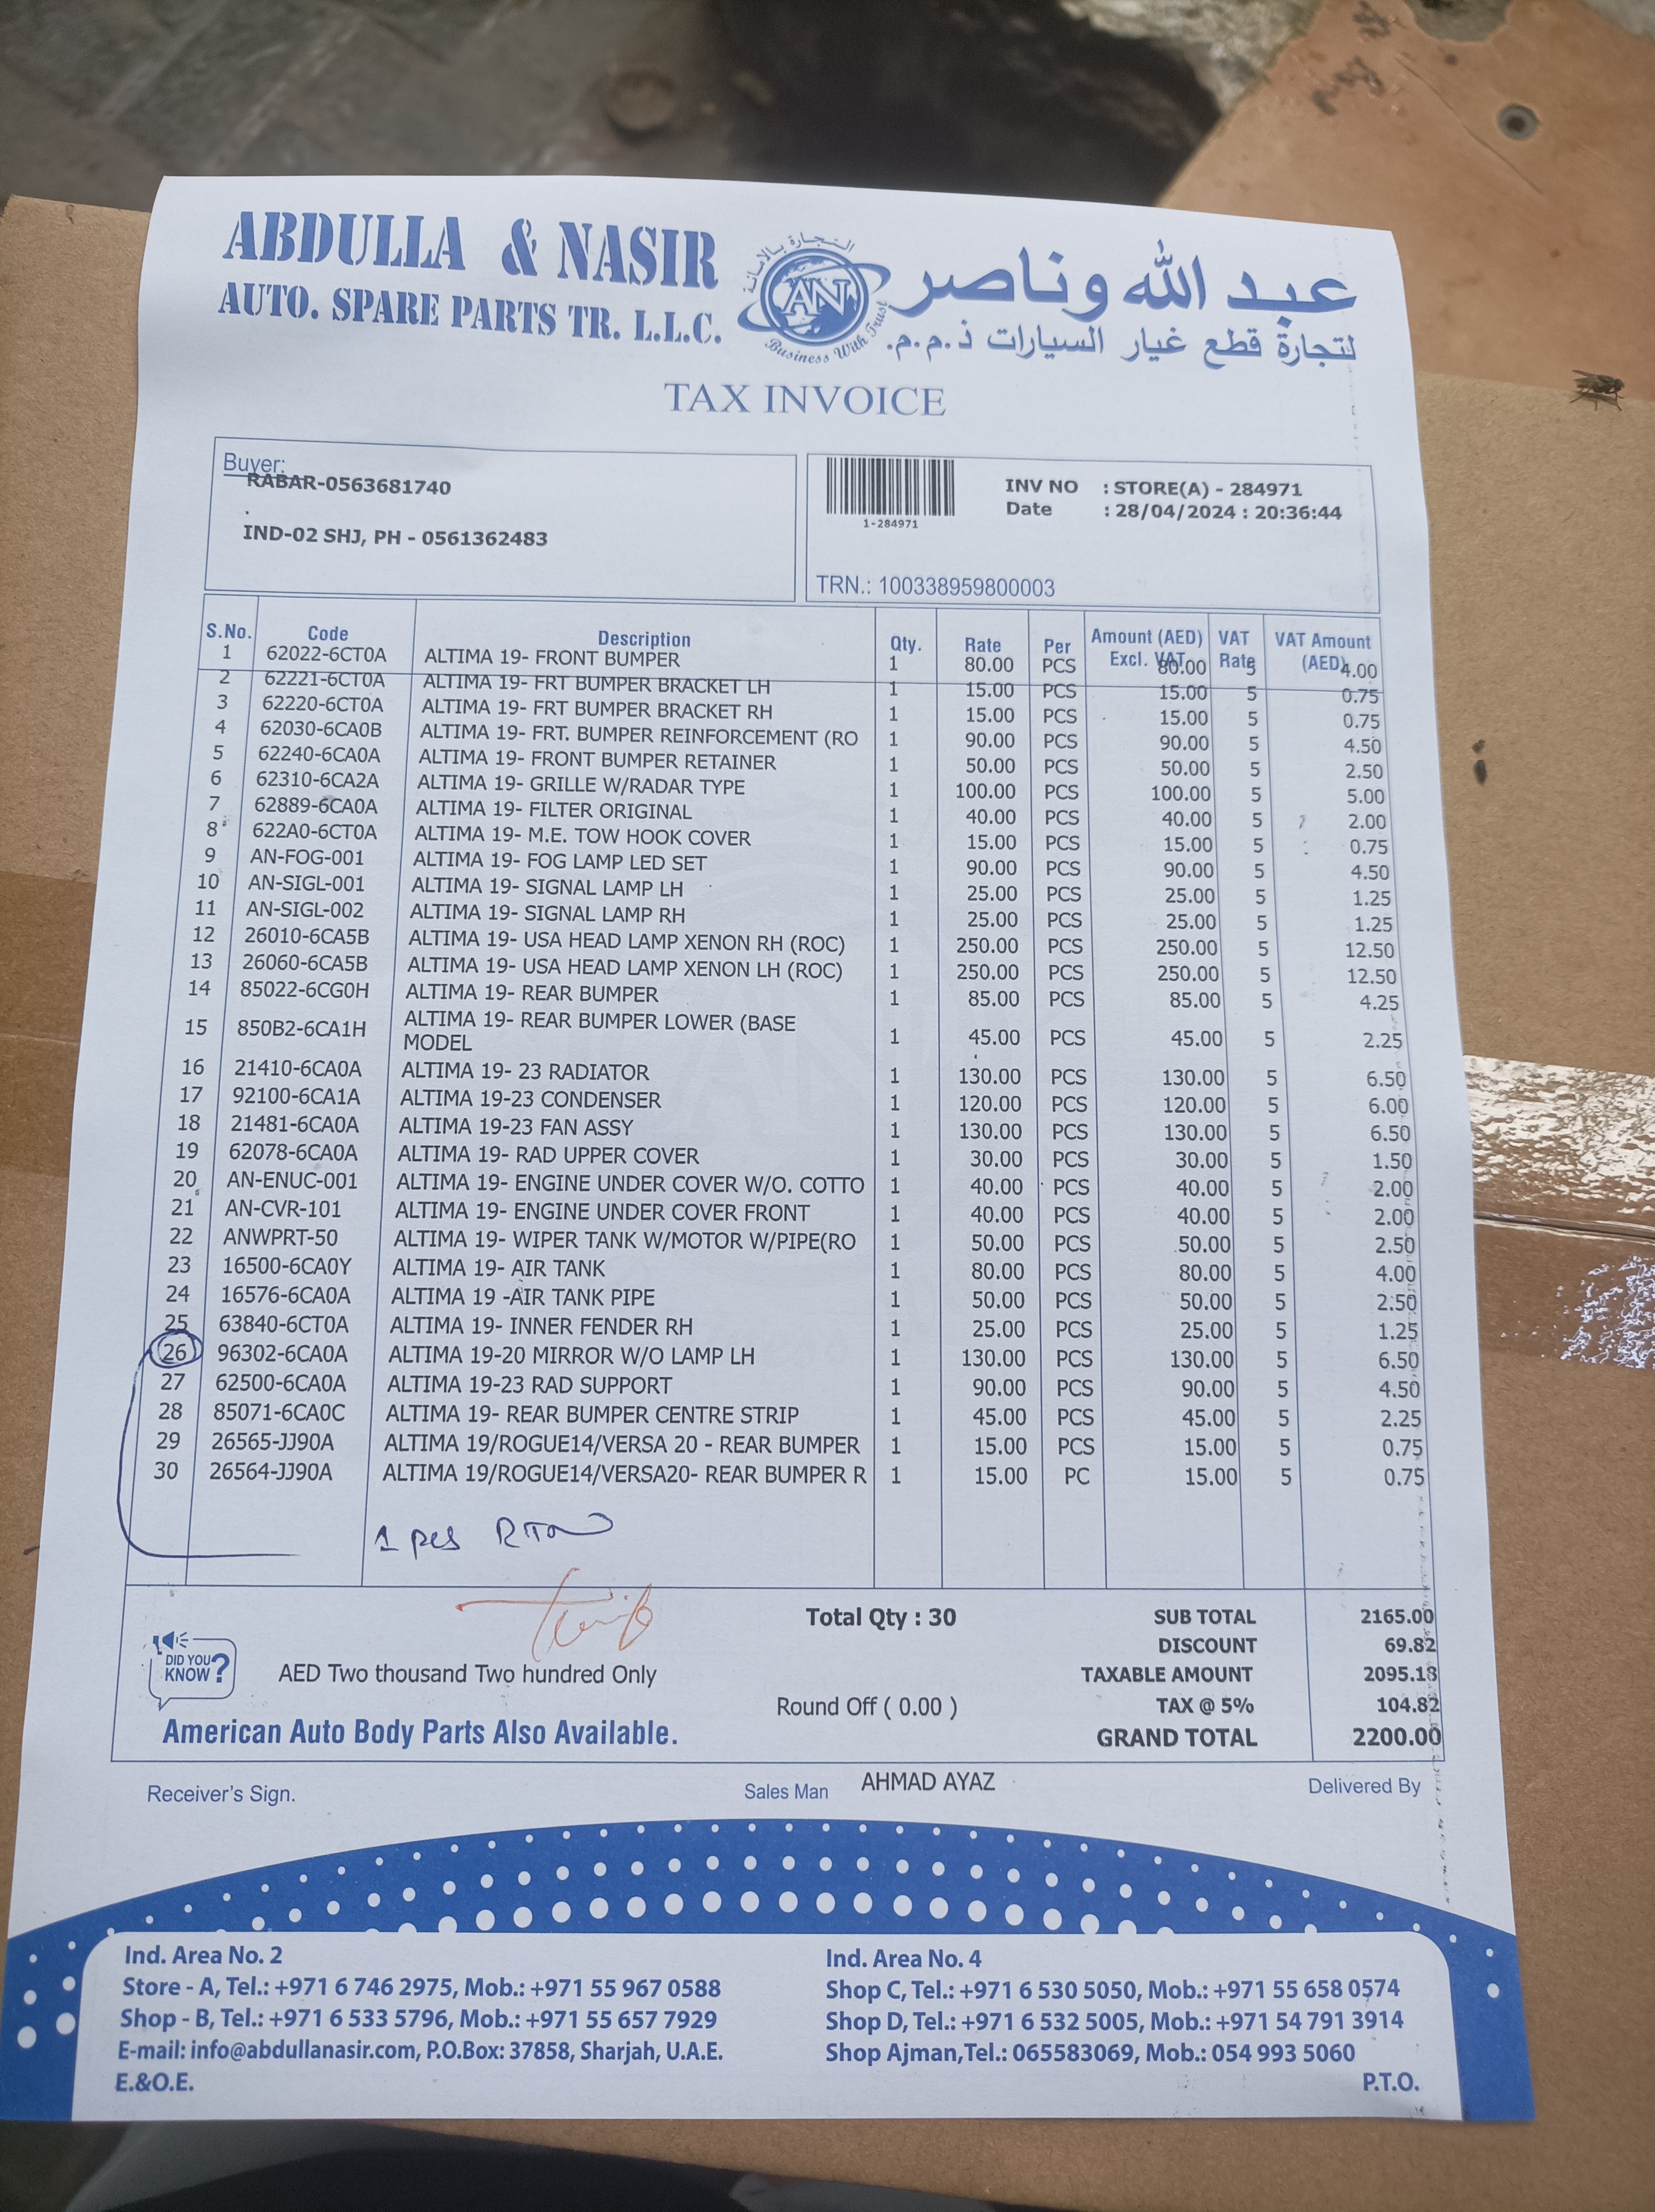 ABDULLA & NASIR
AUTO. SPARE PARTS TR. L.L.C.
التجارة بالامانة
AN
Business With Trust
عبد الله وناصر
لتجارة قطع غيار السيارات ذ.م.م.
TAX INVOICE
Buyer:
RABAR-0563681740
.
IND-02 SHJ, PH - 0561362483
1-284971
INV NO : STORE(A) - 284971
Date : 28/04/2024 : 20:36:44
TRN.: 100338959800003
S.No. Code Description Qty. Rate Per Amount (AED) Excl. VAT VAT Rate VAT Amount (AED)
1 62022-6CT0A ALTIMA 19- FRONT BUMPER 1 80.00 PCS 80.00 5 4.00
2 62221-6CT0A ALTIMA 19- FRT BUMPER BRACKET LH 1 15.00 PCS 15.00 5 0.75
3 62220-6CT0A ALTIMA 19- FRT BUMPER BRACKET RH 1 15.00 PCS 15.00 5 0.75
4 62030-6CA0B ALTIMA 19- FRT. BUMPER REINFORCEMENT (RO 1 90.00 PCS 90.00 5 4.50
5 62240-6CA0A ALTIMA 19- FRONT BUMPER RETAINER 1 50.00 PCS 50.00 5 2.50
6 62310-6CA2A ALTIMA 19- GRILLE W/RADAR TYPE 1 100.00 PCS 100.00 5 5.00
7 62889-6CA0A ALTIMA 19- FILTER ORIGINAL 1 40.00 PCS 40.00 5 2.00
8 622A0-6CT0A ALTIMA 19- M.E. TOW HOOK COVER 1 15.00 PCS 15.00 5 0.75
9 AN-FOG-001 ALTIMA 19- FOG LAMP LED SET 1 90.00 PCS 90.00 5 4.50
10 AN-SIGL-001 ALTIMA 19- SIGNAL LAMP LH 1 25.00 PCS 25.00 5 1.25
11 AN-SIGL-002 ALTIMA 19- SIGNAL LAMP RH 1 25.00 PCS 25.00 5 1.25
12 26010-6CA5B ALTIMA 19- USA HEAD LAMP XENON RH (ROC) 1 250.00 PCS 250.00 5 12.50
13 26060-6CA5B ALTIMA 19- USA HEAD LAMP XENON LH (ROC) 1 250.00 PCS 250.00 5 12.50
14 85022-6CG0H ALTIMA 19- REAR BUMPER 1 85.00 PCS 85.00 5 4.25
15 850B2-6CA1H ALTIMA 19- REAR BUMPER LOWER (BASE MODEL 1 45.00 PCS 45.00 5 2.25
16 21410-6CA0A ALTIMA 19- 23 RADIATOR 1 130.00 PCS 130.00 5 6.50
17 92100-6CA1A ALTIMA 19-23 CONDENSER 1 120.00 PCS 120.00 5 6.00
18 21481-6CA0A ALTIMA 19-23 FAN ASSY 1 130.00 PCS 130.00 5 6.50
19 62078-6CA0A ALTIMA 19- RAD UPPER COVER 1 30.00 PCS 30.00 5 1.50
20 AN-ENUC-001 ALTIMA 19- ENGINE UNDER COVER W/O. COTTO 1 40.00 PCS 40.00 5 2.00
21 AN-CVR-101 ALTIMA 19- ENGINE UNDER COVER FRONT 1 40.00 PCS 40.00 5 2.00
22 ANWPRT-50 ALTIMA 19- WIPER TANK W/MOTOR W/PIPE(RO 1 50.00 PCS 50.00 5 2.50
23 16500-6CA0Y ALTIMA 19- AIR TANK 1 80.00 PCS 80.00 5 4.00
24 16576-6CA0A ALTIMA 19 -AIR TANK PIPE 1 50.00 PCS 50.00 5 2.50
25 63840-6CT0A ALTIMA 19- INNER FENDER RH 1 25.00 PCS 25.00 5 1.25
26 96302-6CA0A ALTIMA 19-20 MIRROR W/O LAMP LH 1 130.00 PCS 130.00 5 6.50
27 62500-6CA0A ALTIMA 19-23 RAD SUPPORT 1 90.00 PCS 90.00 5 4.50
28 85071-6CA0C ALTIMA 19- REAR BUMPER CENTRE STRIP 1 45.00 PCS 45.00 5 2.25
29 26565-JJ90A ALTIMA 19/ROGUE14/VERSA 20 - REAR BUMPER 1 15.00 PCS 15.00 5 0.75
30 26564-JJ90A ALTIMA 19/ROGUE14/VERSA20- REAR BUMPER R 1 15.00 PC 15.00 5 0.75
1 pcs
Total Qty : 30
SUB TOTAL 2165.00
DISCOUNT 69.82
TAXABLE AMOUNT 2095.18
TAX @ 5% 104.82
GRAND TOTAL 2200.00
DID YOU KNOW?
AED Two thousand Two hundred Only
Round Off ( 0.00 )
American Auto Body Parts Also Available.
Receiver's Sign.
Sales Man AHMAD AYAZ
Delivered By
Ind. Area No. 2
Store - A, Tel.: +971 6 746 2975, Mob.: +971 55 967 0588
Shop - B, Tel.: +971 6 533 5796, Mob.: +971 55 657 7929
E-mail: info@abdullanasir.com, P.O.Box: 37858, Sharjah, U.A.E.
E.&O.E.
Ind. Area No. 4
Shop C, Tel.: +971 6 530 5050, Mob.: +971 55 658 0574
Shop D, Tel.: +971 6 532 5005, Mob.: +971 54 791 3914
Shop Ajman,Tel.: 065583069, Mob.: 054 993 5060
P.T.O.